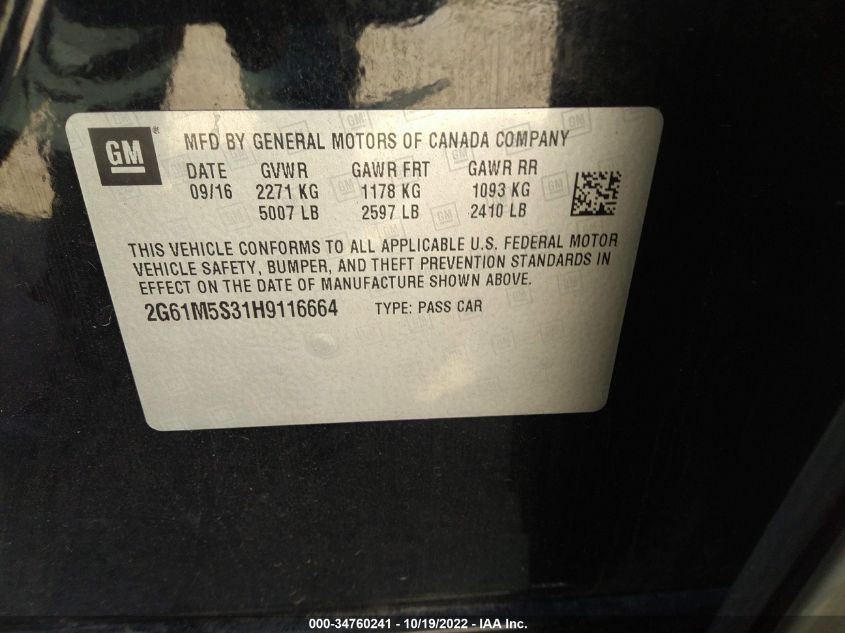 GM ®
MFD BY GENERAL MOTORS OF CANADA COMPANY
DATE GVWR GAWR FRT GAWR RR
09/16 2271 KG 1178 KG 1093 KG
5007 LB 2597 LB 2410 LB
THIS VEHICLE CONFORMS TO ALL APPLICABLE U.S. FEDERAL MOTOR
VEHICLE SAFETY, BUMPER, AND THEFT PREVENTION STANDARDS IN
EFFECT ON THE DATE OF MANUFACTURE SHOWN ABOVE.
2G61M5S31H9116664 TYPE: PASS CAR
000-34760241 - 10/19/2022 - IAA Inc.